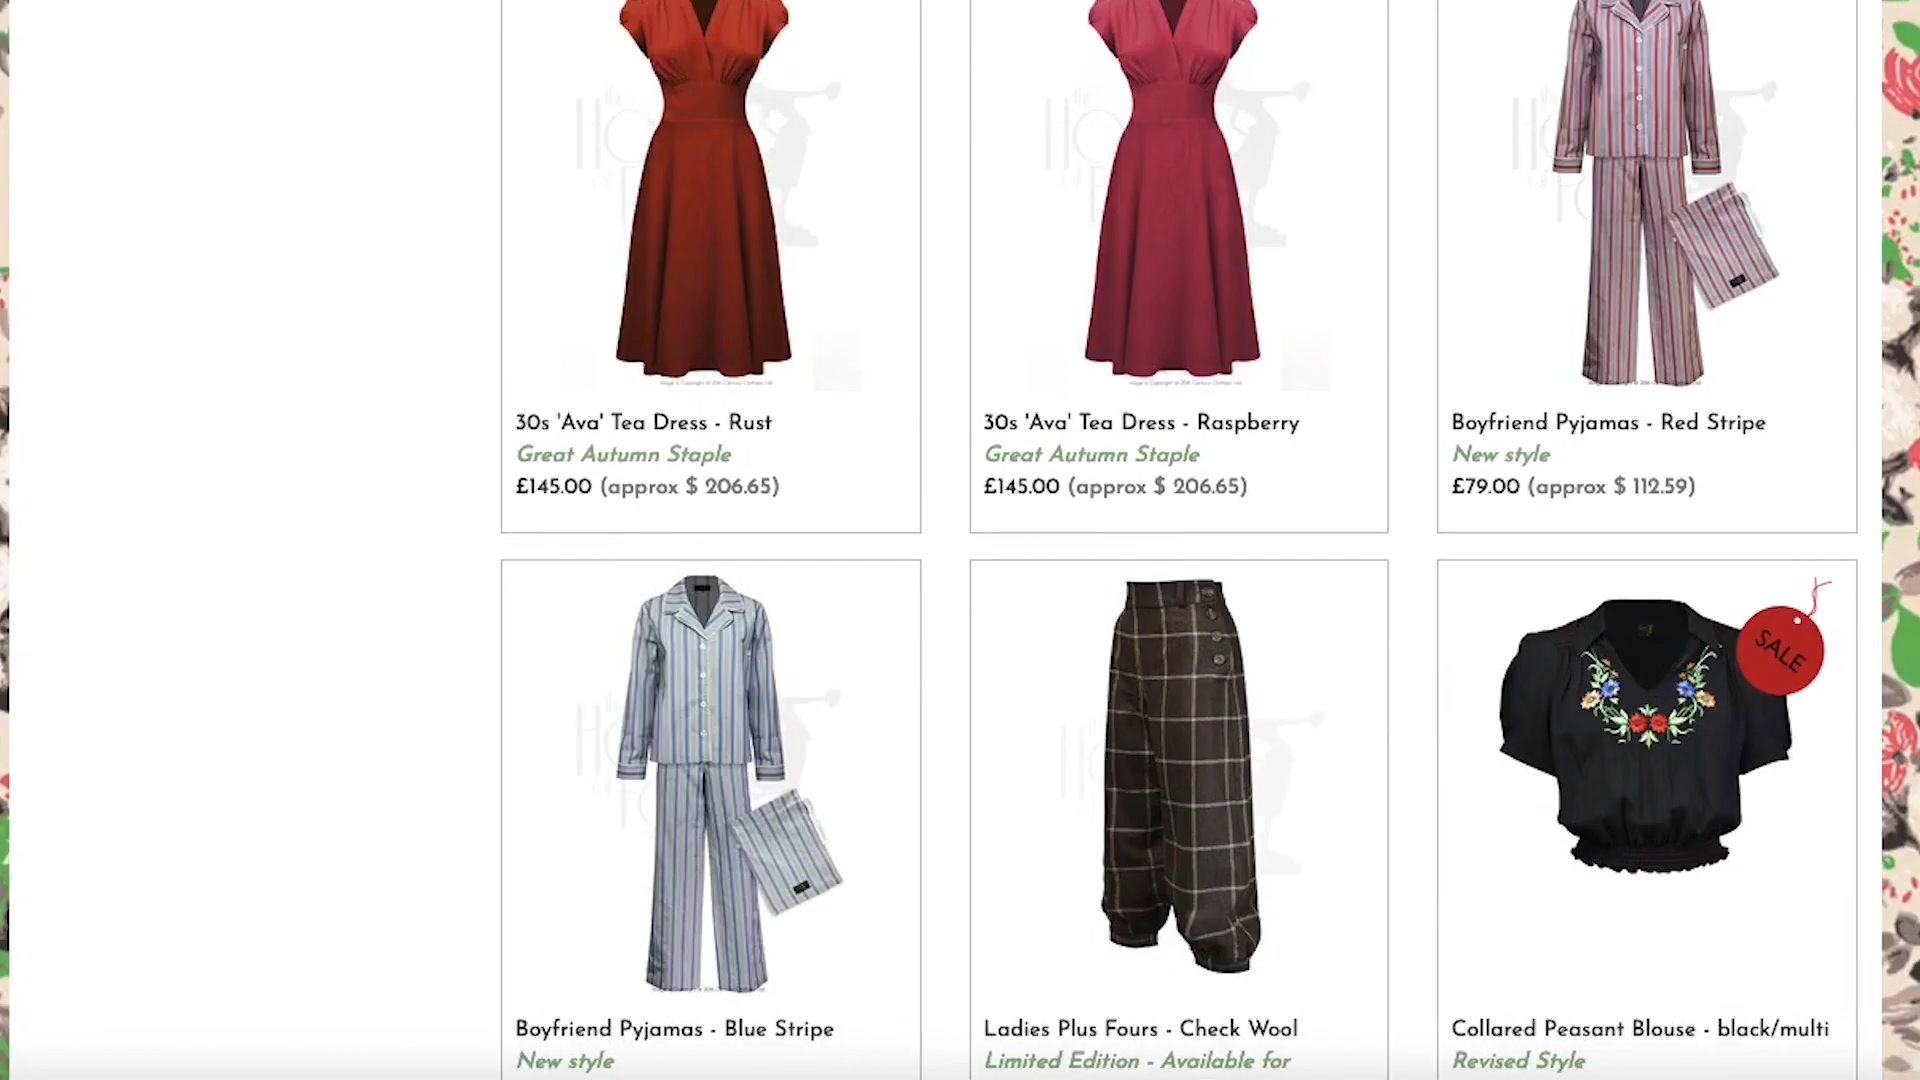 30s 'Ava' Tea Dress - Rust
Great Autumn Staple
£145.00 (approx $ 206.65)
30s 'Ava' Tea Dress - Raspberry
Great Autumn Staple
£145.00 (approx $ 206.65)
Boyfriend Pyjamas - Red Stripe
New style
£79.00 (approx $ 112.59)
Boyfriend Pyjamas - Blue Stripe
New style
Ladies Plus Fours - Check Wool
Limited Edition - Available for
SALE
Collared Peasant Blouse - black/multi
Revised Style